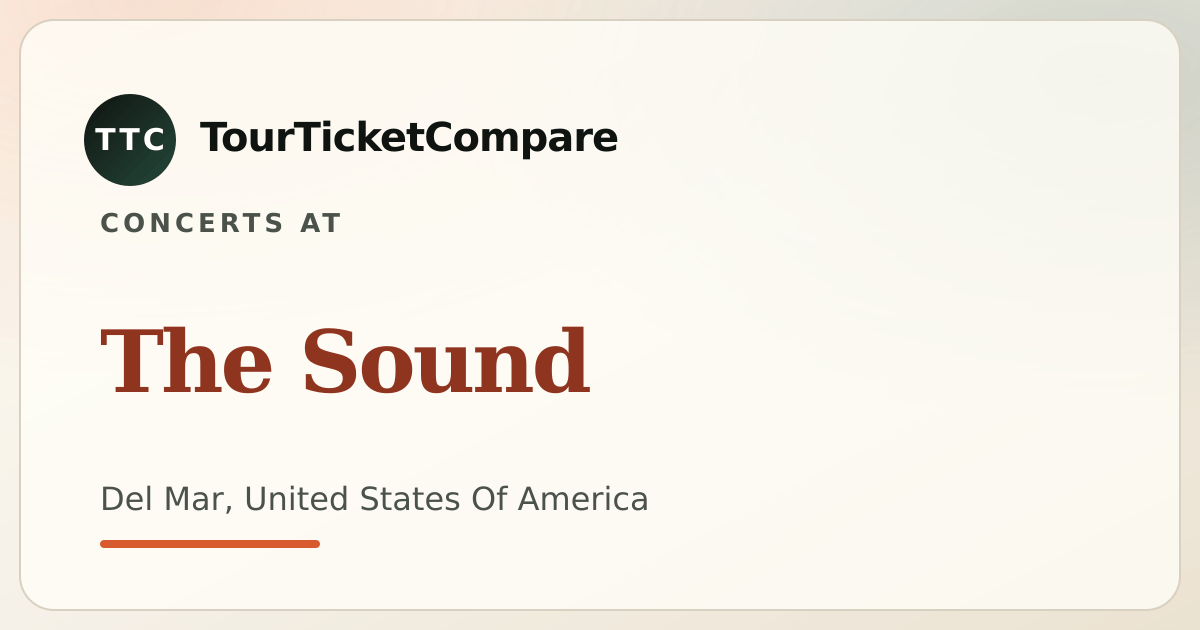 TTC TourTicketCompare
CONCERTS AT
The Sound
Del Mar, United States Of America